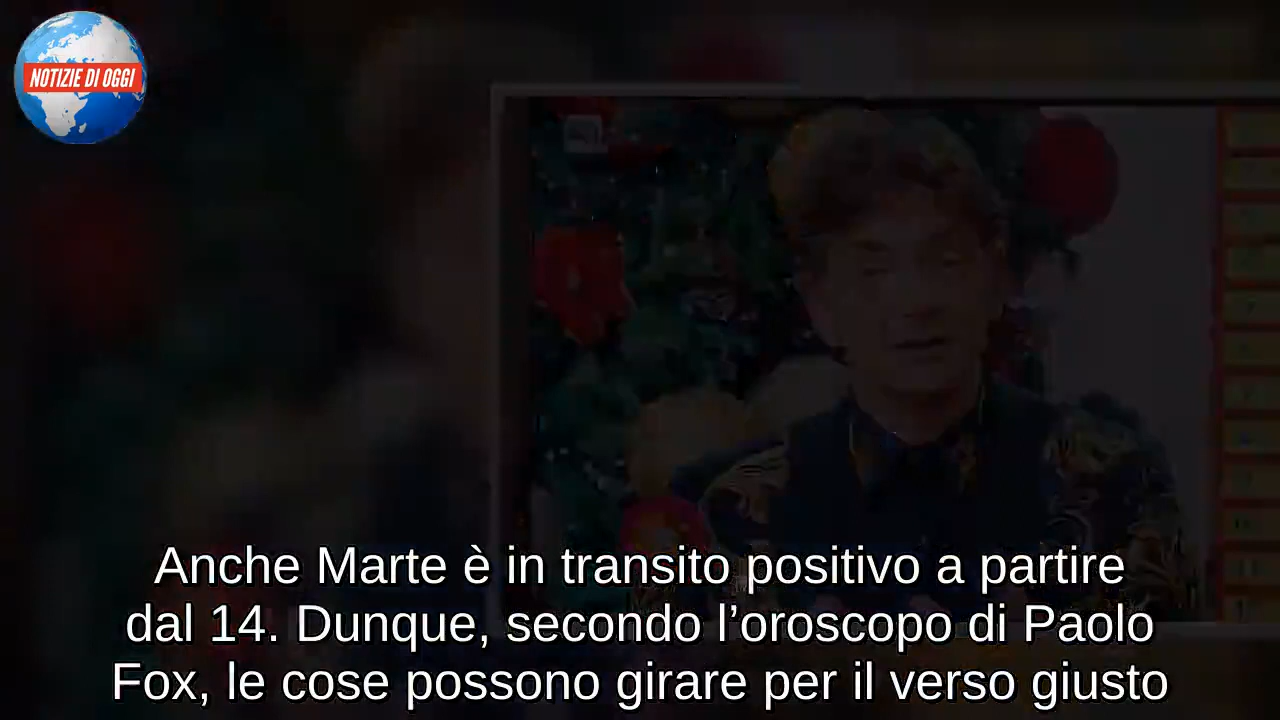 NOTIZIE DI OGGI
Anche Marte è in transito positivo a partire
dal 14. Dunque, secondo l’oroscopo di Paolo
Fox, le cose possono girare per il verso giusto